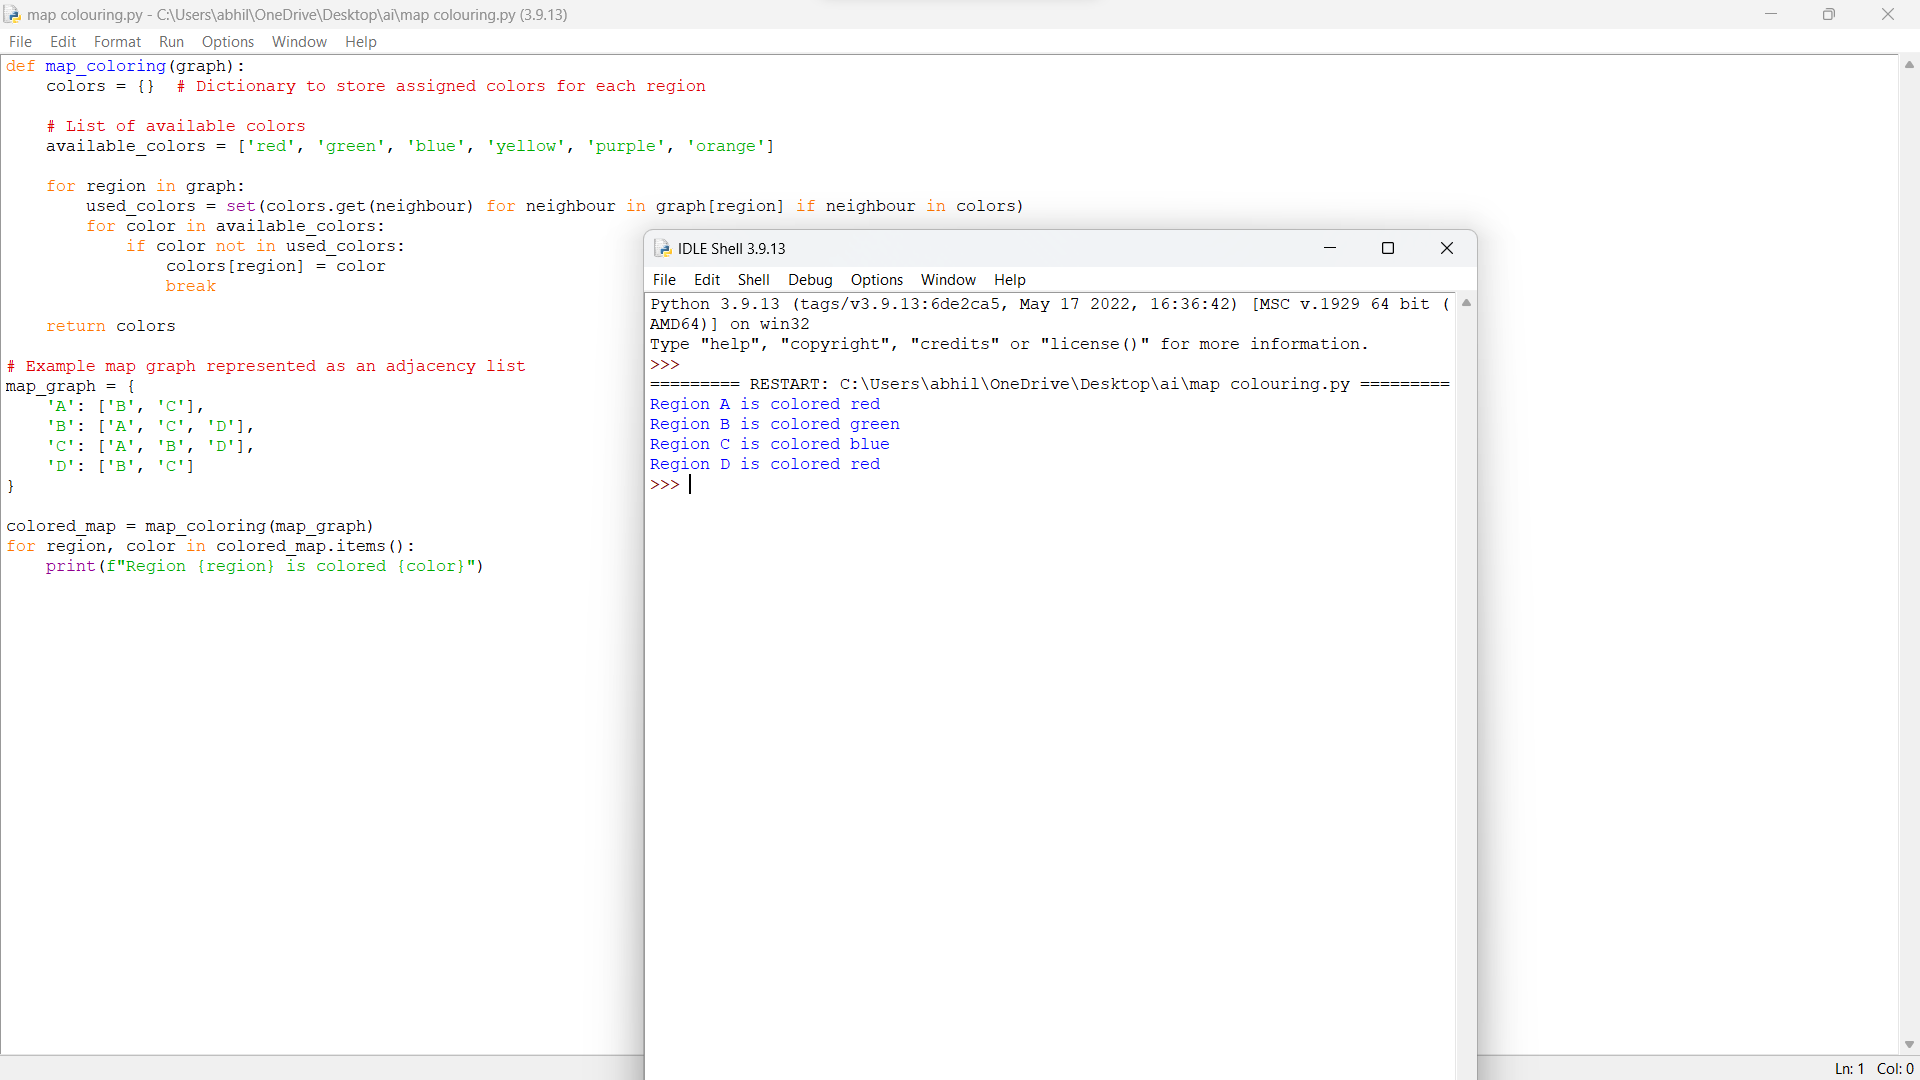 map colouring.py - C:\Users\abhil\OneDrive\Desktop\ai\map colouring.py (3.9.13)
File Edit Format Run Options Window Help
def map_coloring(graph):
    colors = {}  # Dictionary to store assigned colors for each region

    # List of available colors
    available_colors = ['red', 'green', 'blue', 'yellow', 'purple', 'orange']

    for region in graph:
        used_colors = set(colors.get(neighbour) for neighbour in graph[region] if neighbour in colors)
        for color in available_colors:
            if color not in used_colors:
                colors[region] = color
                break

    return colors

# Example map graph represented as an adjacency list
map_graph = {
    'A': ['B', 'C'],
    'B': ['A', 'C', 'D'],
    'C': ['A', 'B', 'D'],
    'D': ['B', 'C']
}

colored_map = map_coloring(map_graph)
for region, color in colored_map.items():
    print(f"Region {region} is colored {color}")
IDLE Shell 3.9.13
File Edit Shell Debug Options Window Help
Python 3.9.13 (tags/v3.9.13:6de2ca5, May 17 2022, 16:36:42) [MSC v.1929 64 bit (
AMD64)] on win32
Type "help", "copyright", "credits" or "license()" for more information.
>>>
========= RESTART: C:\Users\abhil\OneDrive\Desktop\ai\map colouring.py =========
Region A is colored red
Region B is colored green
Region C is colored blue
Region D is colored red
>>>
Ln: 1 Col: 0